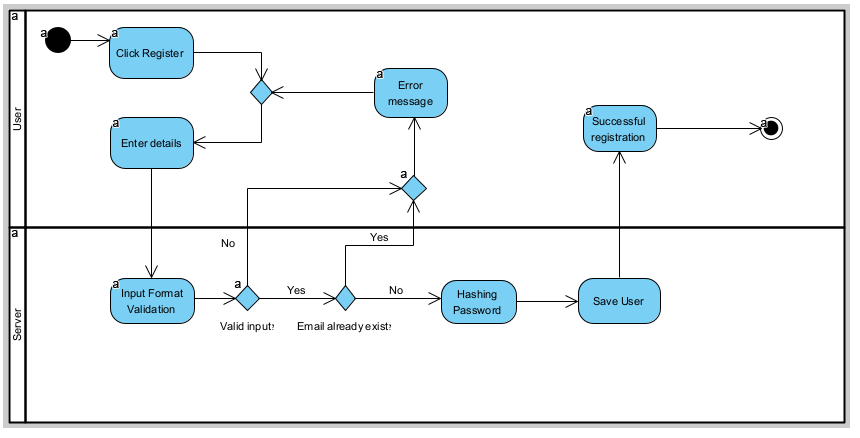 a
User
a
a
Click Register
a
Error
message
a
Enter details
a
a
Successful
registration
a
a
Server
No
Yes
a
Input Format
Validation
a
Yes
No
Valid input?
Email already exist?
Hashing
Password
Save User